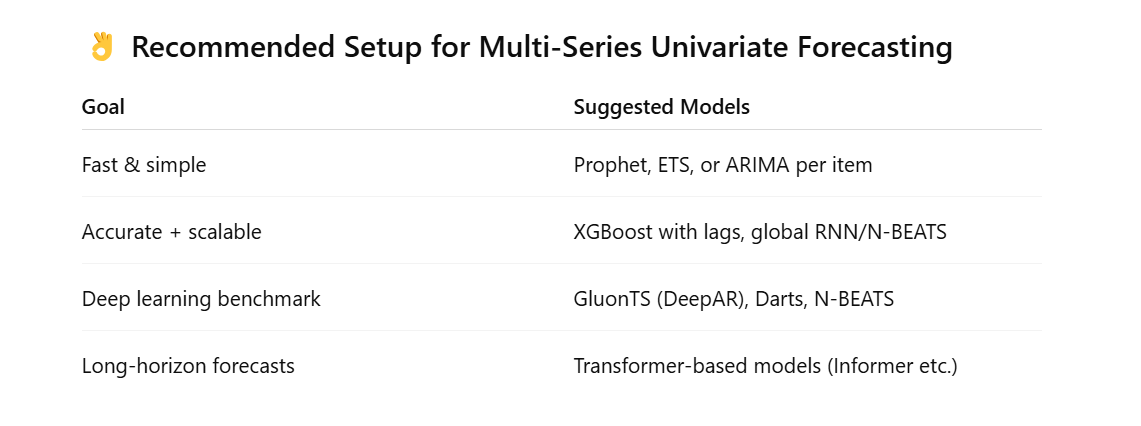 👌 Recommended Setup for Multi-Series Univariate Forecasting
Goal Suggested Models
Fast & simple Prophet, ETS, or ARIMA per item
Accurate + scalable XGBoost with lags, global RNN/N-BEATS
Deep learning benchmark GluonTS (DeepAR), Darts, N-BEATS
Long-horizon forecasts Transformer-based models (Informer etc.)